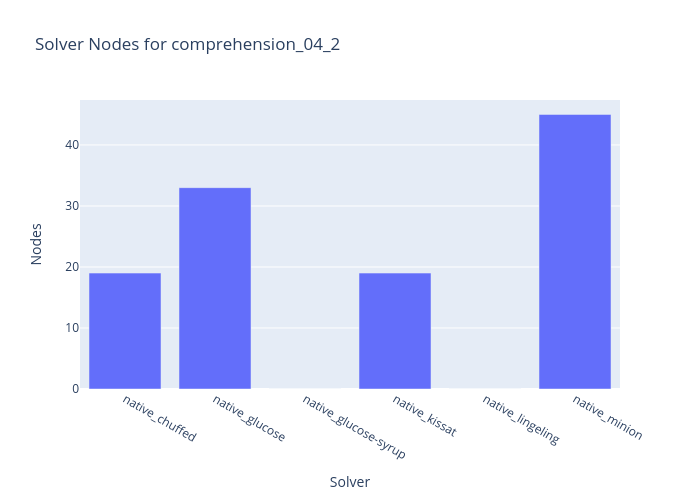 Solver Nodes for comprehension_04_2
Nodes
40
30
20
10
0
native_chuffed
native_glucose
native_glucose-syrup
native_kissat
native_lingeling
native_minion
Solver